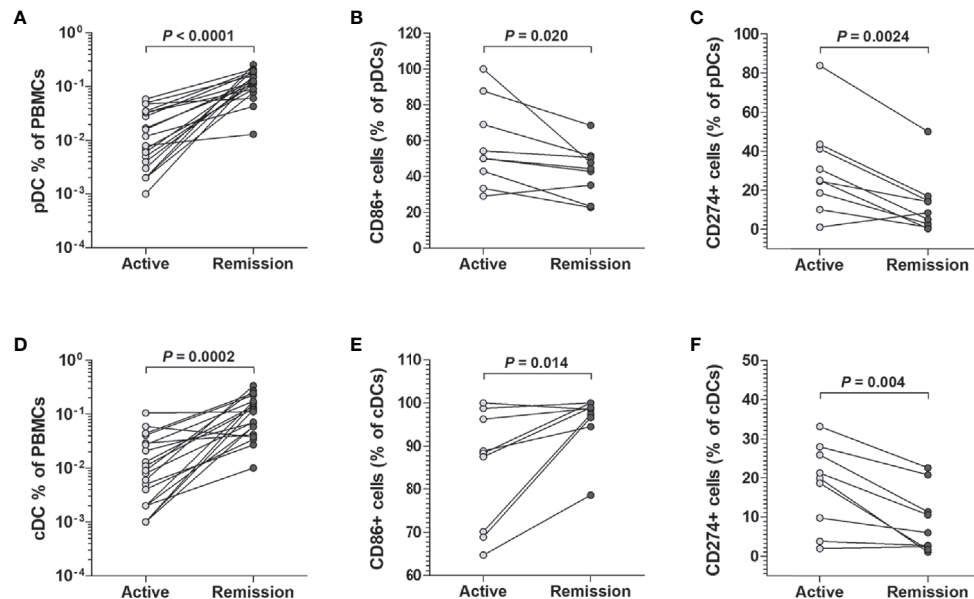 A
P < 0.0001
pDC % of PBMCs
10⁰
10⁻¹
10⁻²
10⁻³
10⁻⁴
Active Remission
B
P = 0.020
CD86+ cells (% of pDCs)
120
100
80
60
40
20
0
Active Remission
C
P = 0.0024
CD274+ cells (% of pDCs)
100
80
60
40
20
0
Active Remission
D
P = 0.0002
cDC % of PBMCs
10⁰
10⁻¹
10⁻²
10⁻³
10⁻⁴
Active Remission
E
P = 0.014
CD86+ cells (% of cDCs)
110
100
90
80
70
60
Active Remission
F
P = 0.004
CD274+ cells (% of cDCs)
50
40
30
20
10
0
Active Remission